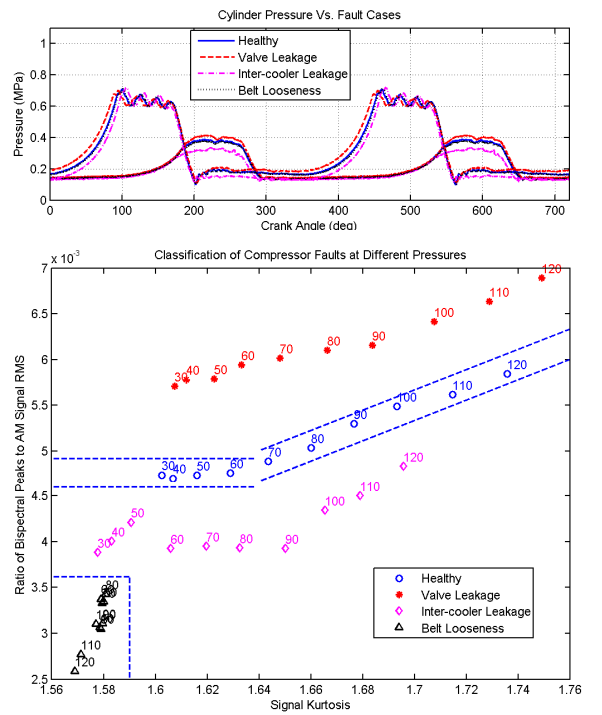 Cylinder Pressure Vs. Fault Cases
Pressure (MPa)
1
0.8
0.6
0.4
0.2
0
Healthy
Valve Leakage
Inter-cooler Leakage
Belt Looseness
0 100 200 300 400 500 600 700
Crank Angle (deg)
Classification of Compressor Faults at Different Pressures
x 10^-3
Ratio of Bispectral Peaks to AM Signal RMS
7
6.5
6
5.5
5
4.5
4
3.5
3
2.5
30 40 50 60 70 80 90 100 110 120
30 40 50 60 70 80 90 100 110 120
30 40 50 60 70 80 90 100 110 120
110
120
Healthy
Valve Leakage
Inter-cooler Leakage
Belt Looseness
1.56 1.58 1.6 1.62 1.64 1.66 1.68 1.7 1.72 1.74 1.76
Signal Kurtosis